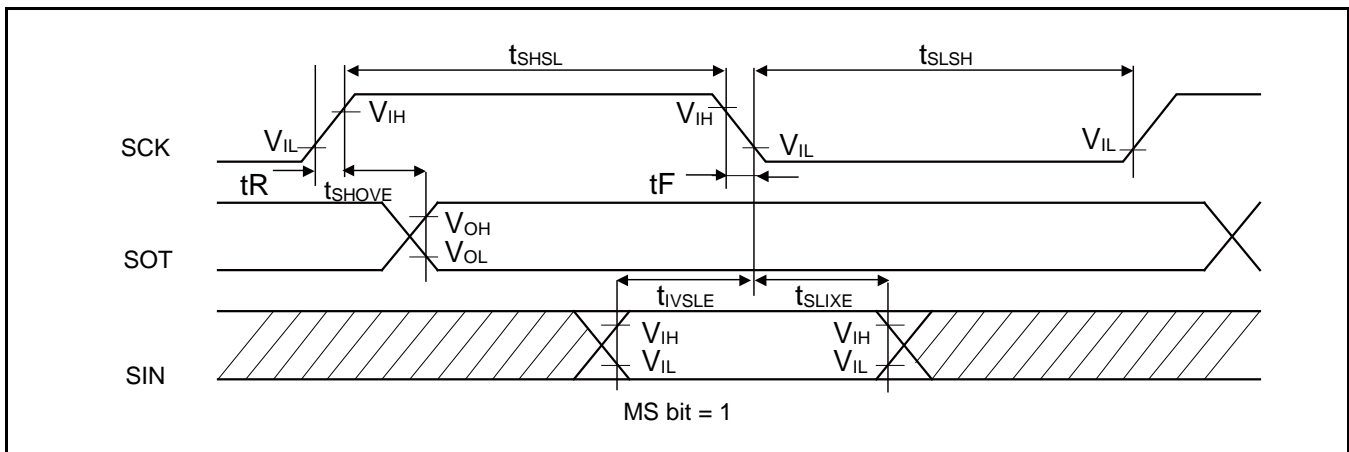 tSHSL
tSLSH
VIH
VIH
SCK
VIL
VIL
VIL
tR
tSHOVE
tF
VOH
SOT
VOL
tIVSLE
tSLIXE
VIH
VIH
SIN
VIL
VIL
MS bit = 1